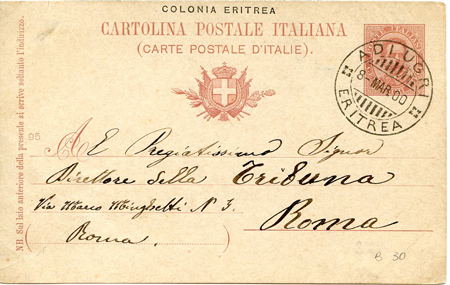 COLONIA ERITREA
CARTOLINA POSTALE ITALIANA
(CARTE POSTALE D'ITALIE).
ADI UGRI
8 MAR 00
ERITREA
NB. Sul lato anteriore della presente si scrive soltanto l'indirizzo.
95
A El Pregiatissimo Signor
Direttore della Tribuna
Via Marco Minghetti N 3.
Roma
(Roma.)
B 30